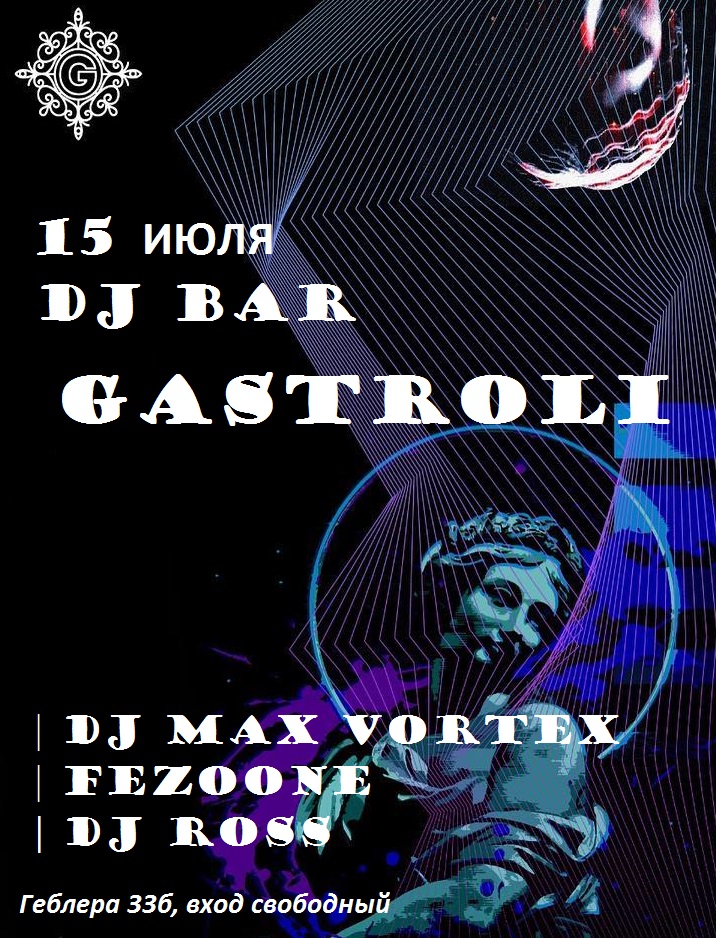 G
15 ИЮЛЯ
DJ BAR
GASTROLI
| DJ MAX VORTEX
| FEZOONE
| DJ ROSS
Геблера 33б, вход свободный